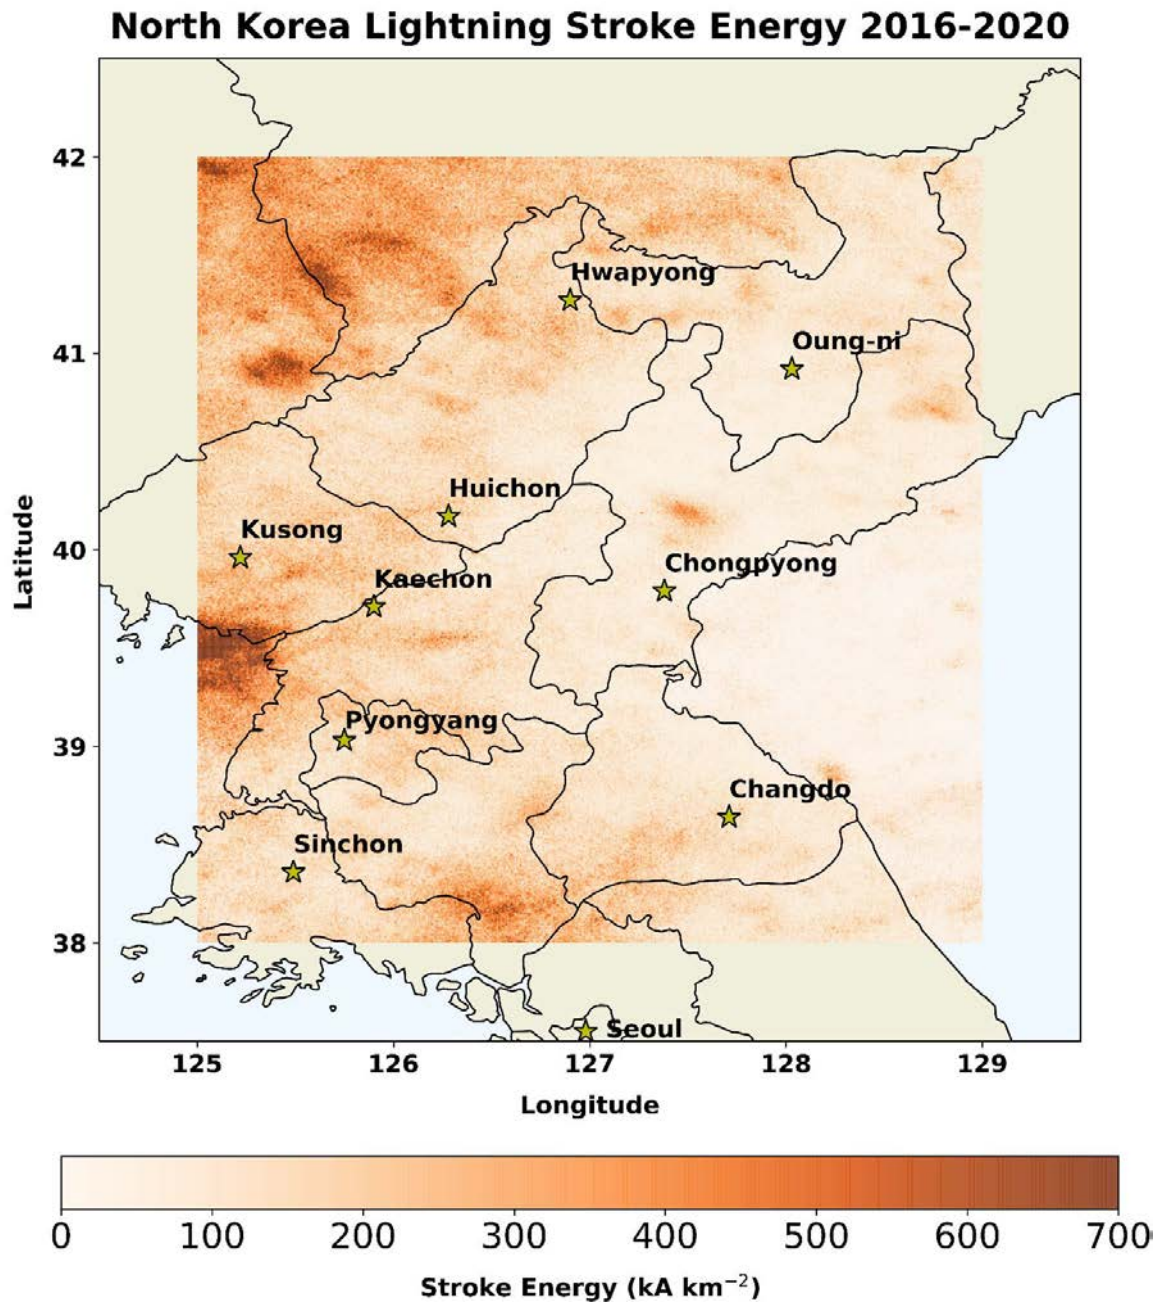 North Korea Lightning Stroke Energy 2016-2020
42
Hwapyong
41
Oung-ni
Huichon
Kusong
40
Kaechon
Chongpyong
Latitude
Pyongyang
39
Changdo
Sinchon
38
Seoul
125 126 127 128 129
Longitude
0 100 200 300 400 500 600 700
Stroke Energy (kA km⁻²)